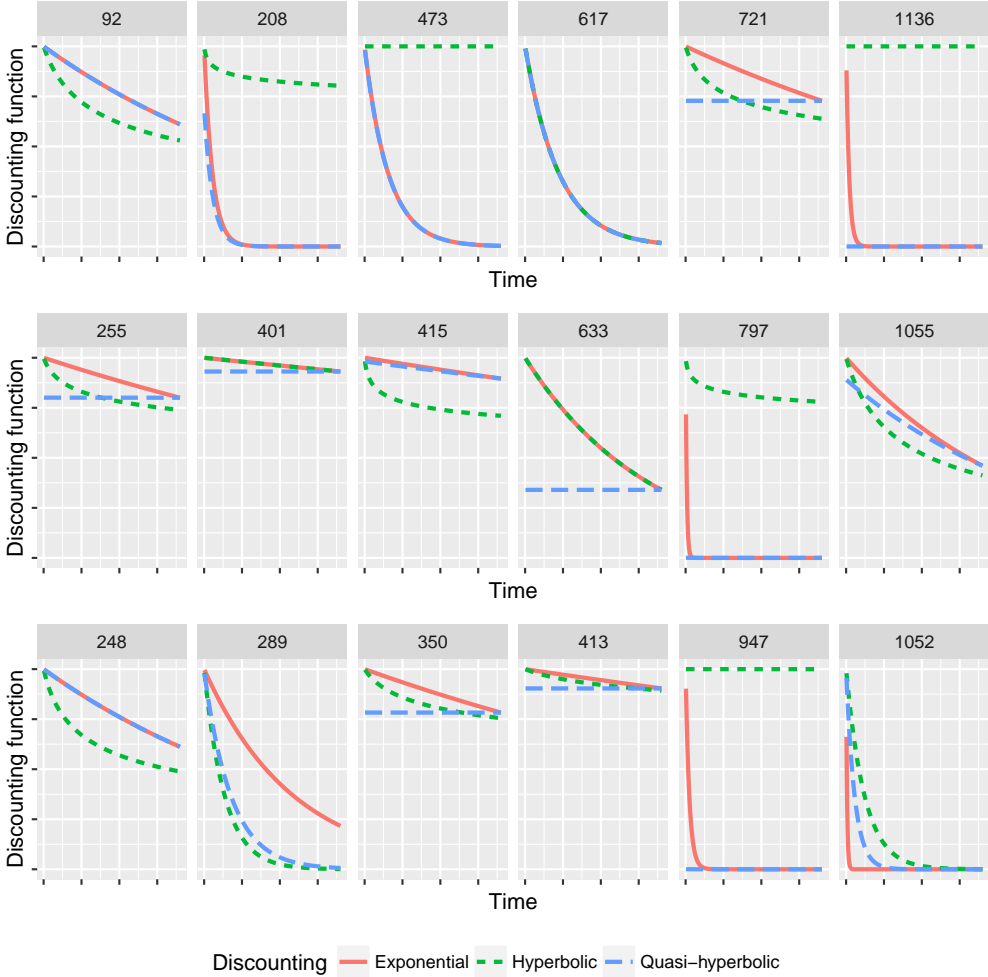 92 208 473 617 721 1136
Discounting function
Time
255 401 415 633 797 1055
Discounting function
Time
248 289 350 413 947 1052
Discounting function
Time
Discounting Exponential Hyperbolic Quasi−hyperbolic